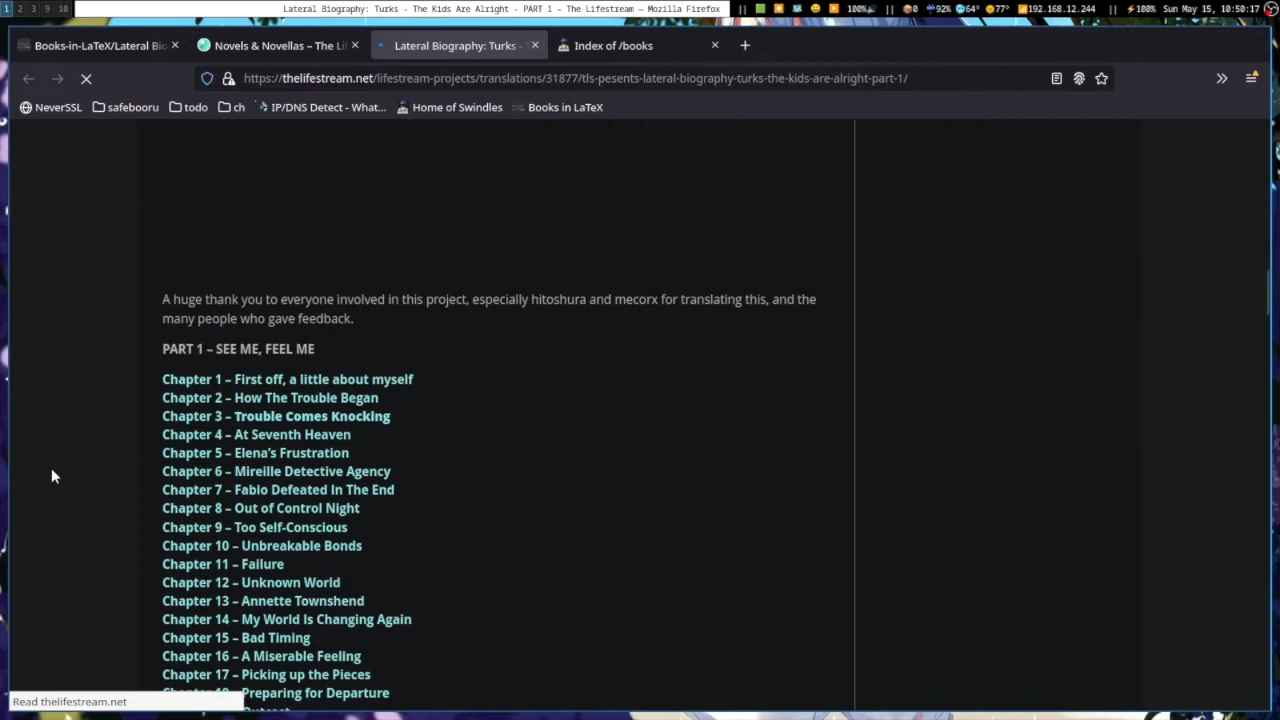 1 2 3 9 10 Lateral Biography: Turks - The Kids Are Alright - PART 1 – The Lifestream — Mozilla Firefox 100% 0 92% 64° 77° 192.168.12.244 100% Sun May 15, 10:50:17
Books-in-LaTeX/Lateral Bio Novels & Novellas – The Lif Lateral Biography: Turks - Index of /books
https://thelifestream.net/lifestream-projects/translations/31877/tls-pesents-lateral-biography-turks-the-kids-are-alright-part-1/
NeverSSL safebooru todo ch IP/DNS Detect - What... Home of Swindles Books in LaTeX
A huge thank you to everyone involved in this project, especially hitoshura and mecorx for translating this, and the
many people who gave feedback.
PART 1 – SEE ME, FEEL ME
Chapter 1 – First off, a little about myself
Chapter 2 – How The Trouble Began
Chapter 3 – Trouble Comes Knocking
Chapter 4 – At Seventh Heaven
Chapter 5 – Elena’s Frustration
Chapter 6 – Mireille Detective Agency
Chapter 7 – Fabio Defeated In The End
Chapter 8 – Out of Control Night
Chapter 9 – Too Self-Conscious
Chapter 10 – Unbreakable Bonds
Chapter 11 – Failure
Chapter 12 – Unknown World
Chapter 13 – Annette Townshend
Chapter 14 – My World Is Changing Again
Chapter 15 – Bad Timing
Chapter 16 – A Miserable Feeling
Chapter 17 – Picking up the Pieces
Chapter 18 – Preparing for Departure
Read thelifestream.net